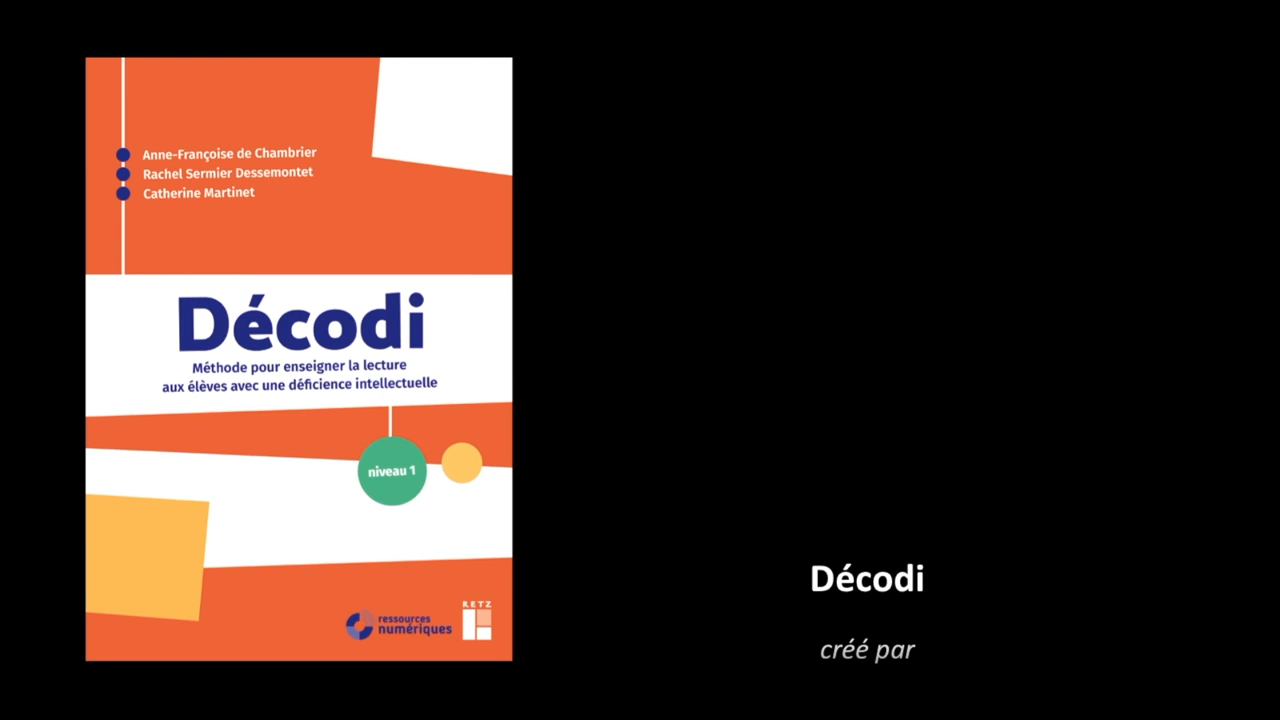 Anne-Françoise de Chambrier
Rachel Sermier Dessemontet
Catherine Martinet
Décodi
Méthode pour enseigner la lecture
aux élèves avec une déficience intellectuelle
niveau 1
ressources
numériques
RETZ
Décodi
créé par